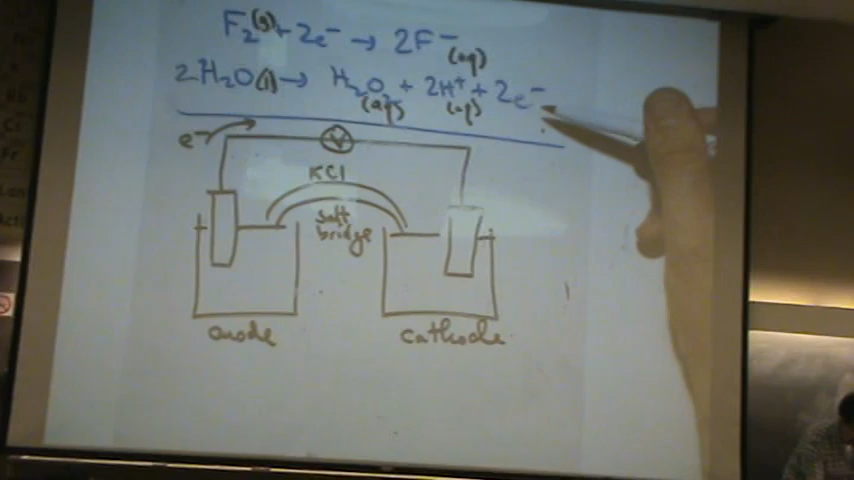 F₂(g) + 2e⁻ → 2F⁻(aq)
2H₂O(l) → H₂O₂(aq) + 2H⁺(aq) + 2e⁻
e⁻
V
KCl
salt
bridge
anode
cathode